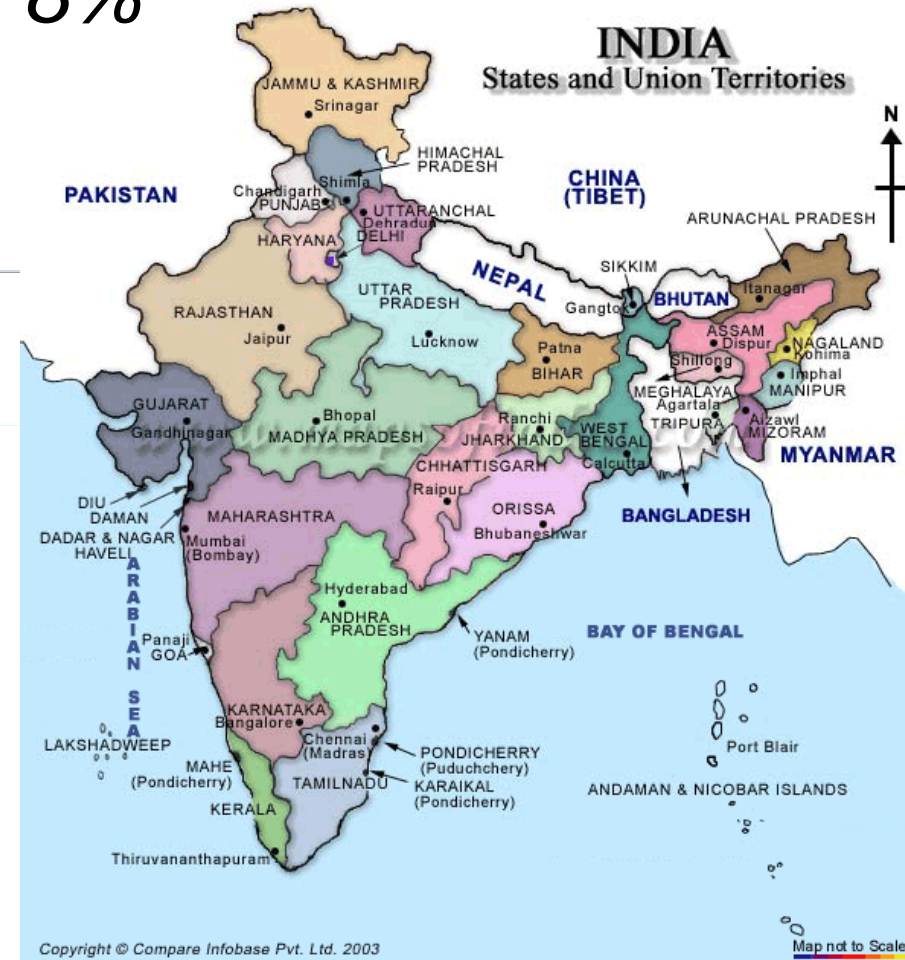 8%
INDIA
States and Union Territories
N
JAMMU & KASHMIR
Srinagar
HIMACHAL
PRADESH
CHINA
(TIBET)
PAKISTAN
Shimla
Chandigarh
PUNJAB
UTTARANCHAL
Dehradun
ARUNACHAL PRADESH
HARYANA
DELHI
NEPAL
SIKKIM
UTTAR
PRADESH
Gangtok
BHUTAN
Itanagar
RAJASTHAN
Jaipur
Lucknow
ASSAM
Dispur
NAGALAND
Kohima
Patna
BIHAR
Shillong
Imphal
MANIPUR
MEGHALAYA
Agartala
TRIPURA
GUJARAT
Gandhinagar
Bhopal
MADHYA PRADESH
Ranchi
JHARKHAND
WEST
BENGAL
Calcutta
Aizawl
MIZORAM
MYANMAR
CHHATTISGARH
Raipur
DIU
DAMAN
DADAR & NAGAR
HAVELI
MAHARASHTRA
Mumbai
(Bombay)
ORISSA
Bhubaneshwar
BANGLADESH
ARABIAN SEA
Hyderabad
ANDHRA
PRADESH
YANAM
(Pondicherry)
BAY OF BENGAL
Panaji
GOA
KARNATAKA
Bangalore
LAKSHADWEEP
Chennai
(Madras)
PONDICHERRY
(Puduchchery)
Port Blair
MAHE
(Pondicherry)
TAMILNADU
KARAIKAL
(Pondicherry)
ANDAMAN & NICOBAR ISLANDS
KERALA
Thiruvananthapuram
Copyright © Compare Infobase Pvt. Ltd. 2003
Map not to Scale